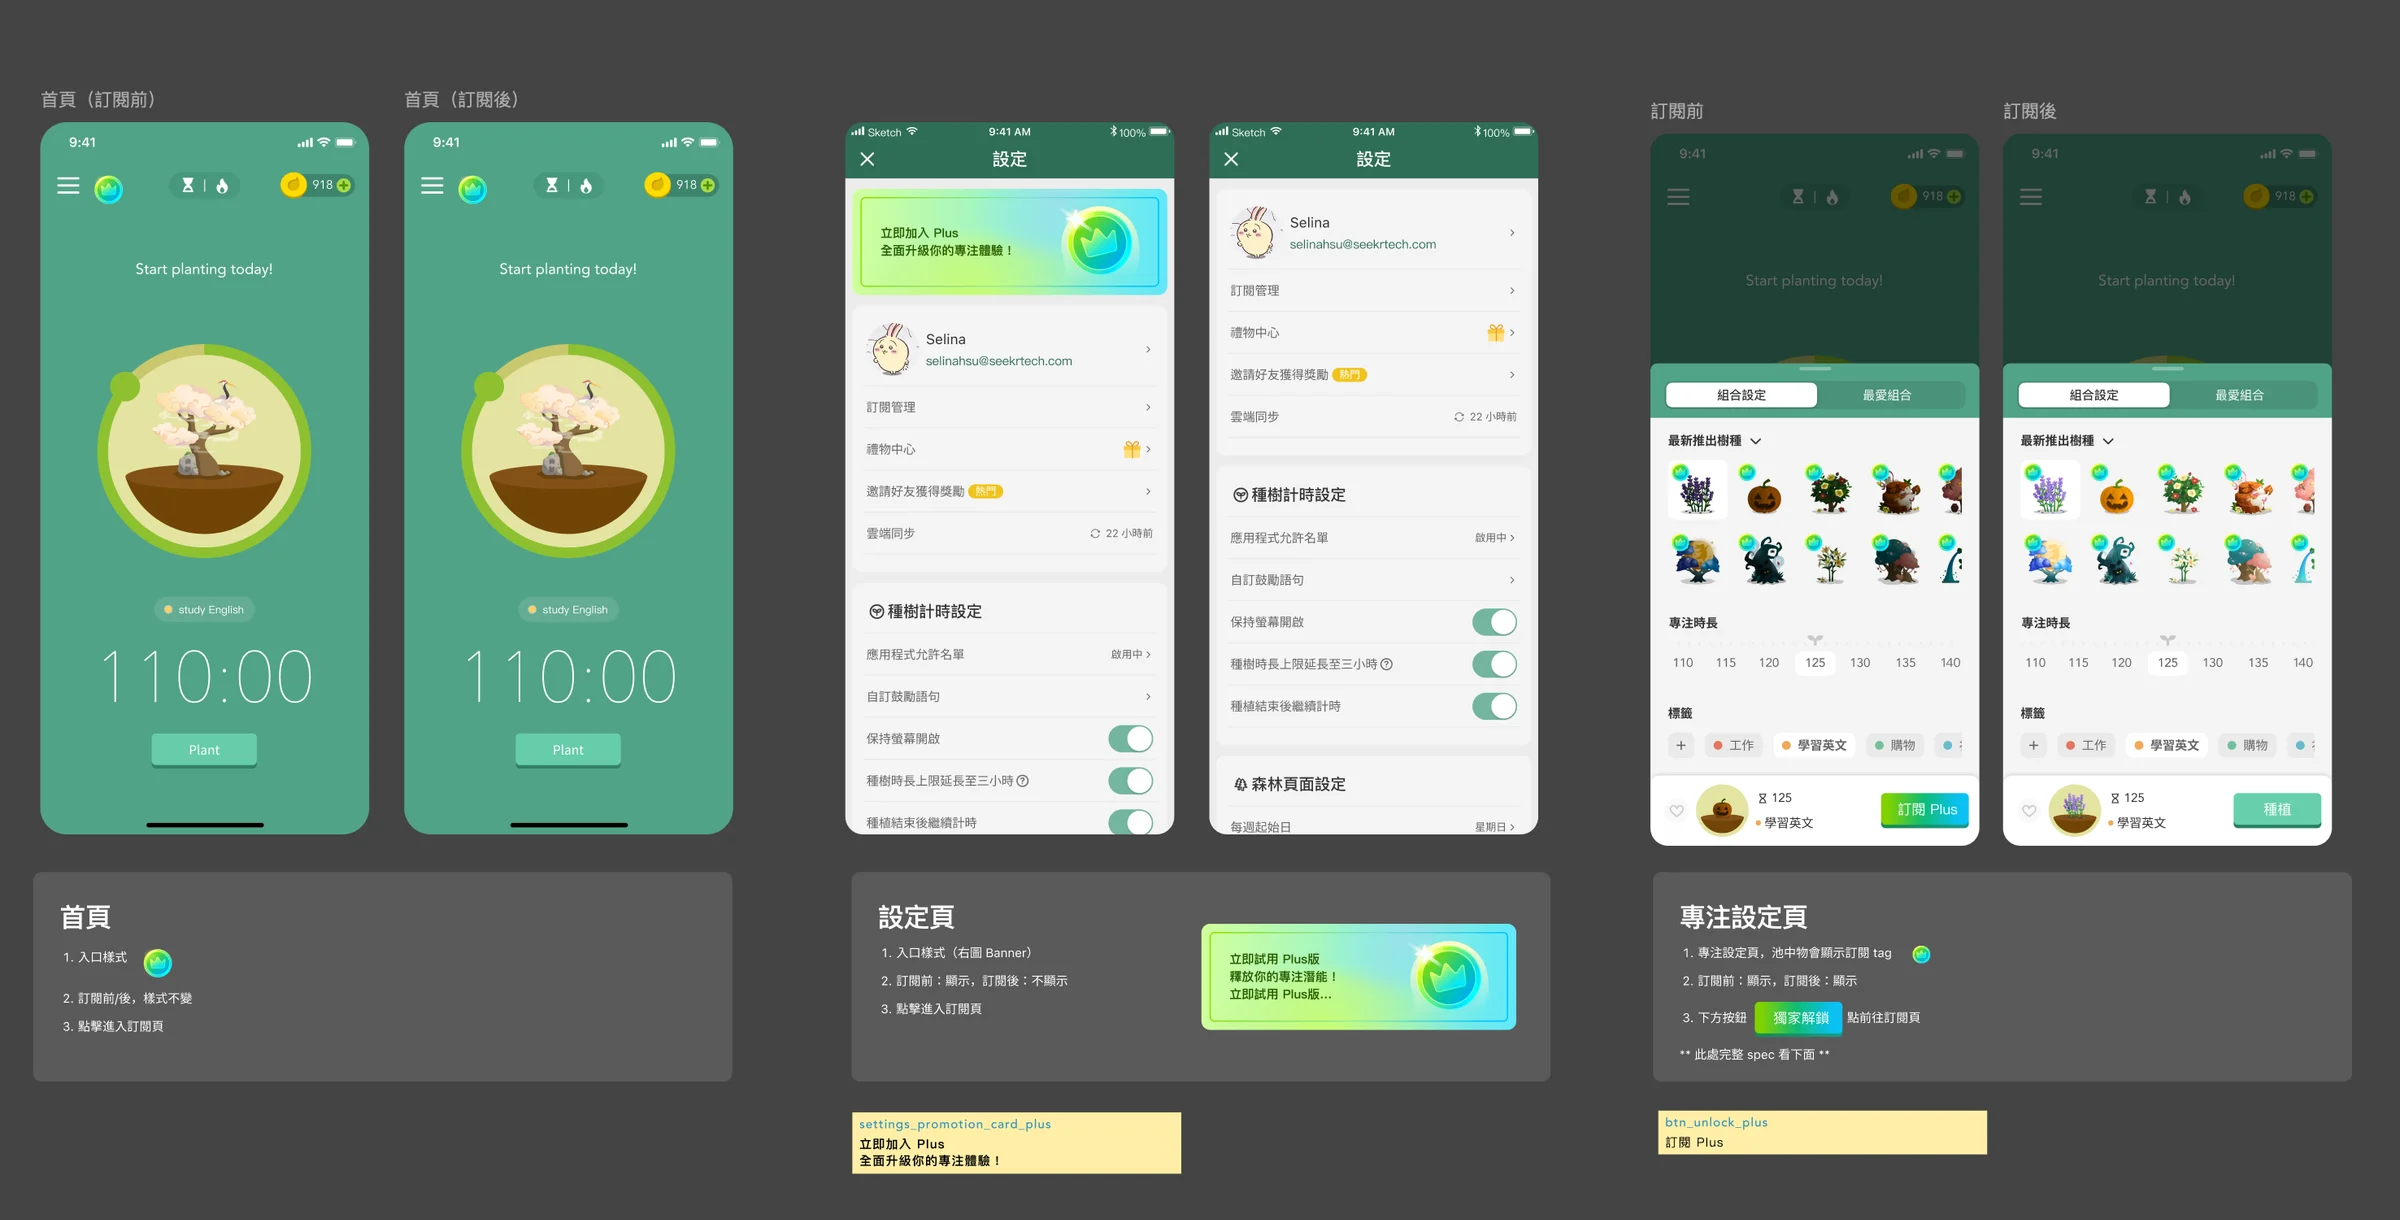 首頁（訂閱前）
9:41
918
Start planting today!
study English
110:00
Plant
首頁（訂閱後）
9:41
918
Start planting today!
study English
110:00
Plant
Sketch
9:41 AM
100%
設定
立即加入 Plus
全面升級你的專注體驗！
Selina
selinahsu@seekrtech.com
訂閱管理
禮物中心
邀請好友獲得獎勵 熱門
雲端同步
22 小時前
種樹計時設定
應用程式允許名單
啟用中
自訂鼓勵語句
保持螢幕開啟
種樹時長上限延長至三小時
種植結束後繼續計時
Sketch
9:41 AM
100%
設定
Selina
selinahsu@seekrtech.com
訂閱管理
禮物中心
邀請好友獲得獎勵 熱門
雲端同步
22 小時前
種樹計時設定
應用程式允許名單
啟用中
自訂鼓勵語句
保持螢幕開啟
種樹時長上限延長至三小時
種植結束後繼續計時
森林頁面設定
每週起始日
星期日
訂閱前
9:41
918
Start planting today!
組合設定
最愛組合
最新推出樹種
專注時長
110 115 120 125 130 135 140
標籤
+ 工作 學習英文 購物
125
學習英文
訂閱 Plus
訂閱後
9:41
918
Start planting today!
組合設定
最愛組合
最新推出樹種
專注時長
110 115 120 125 130 135 140
標籤
+ 工作 學習英文 購物
125
學習英文
種植
首頁
1. 入口樣式
2. 訂閱前/後，樣式不變
3. 點擊進入訂閱頁
設定頁
1. 入口樣式（右圖 Banner）
2. 訂閱前：顯示，訂閱後：不顯示
3. 點擊進入訂閱頁
立即試用 Plus版
釋放你的專注潛能！
立即試用 Plus版...
專注設定頁
1. 專注設定頁，池中物會顯示訂閱 tag
2. 訂閱前：顯示，訂閱後：顯示
3. 下方按鈕 獨家解鎖 點前往訂閱頁
** 此處完整 spec 看下面 **
settings_promotion_card_plus
立即加入 Plus
全面升級你的專注體驗！
btn_unlock_plus
訂閱 Plus